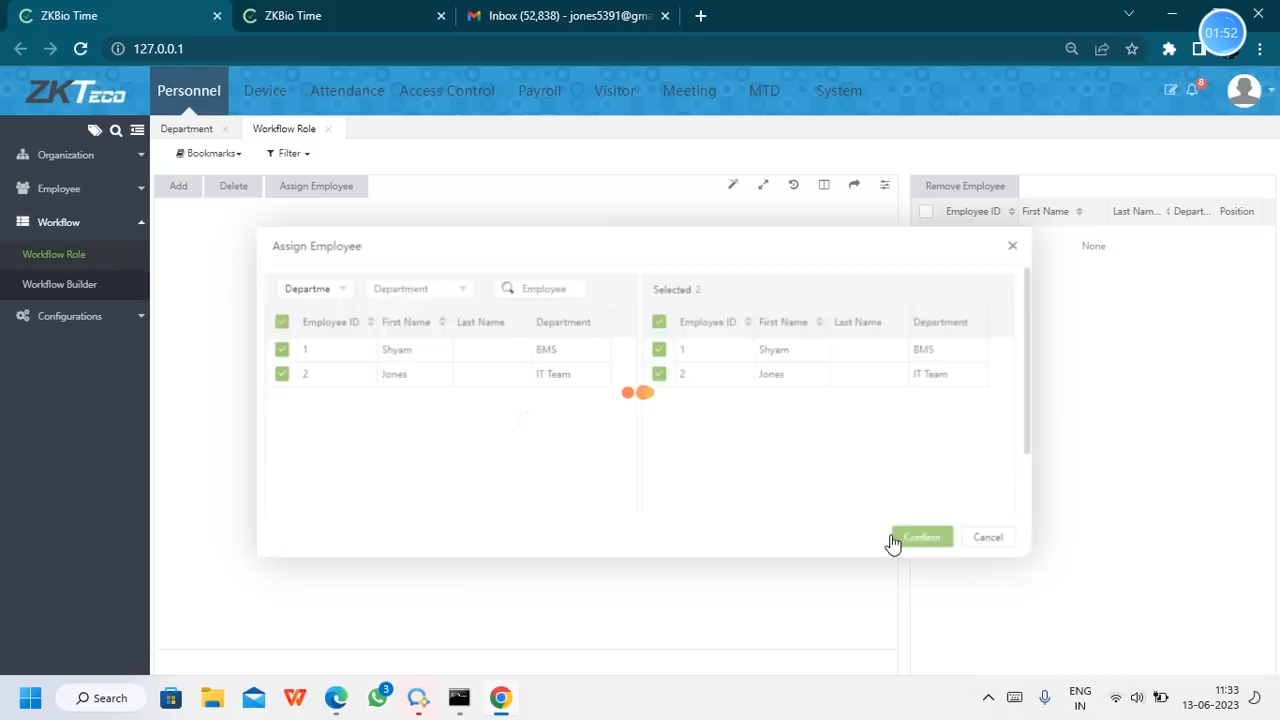 ZKBio Time
ZKBio Time
Inbox (52,838) - jones5391@gma
127.0.0.1
01:52
ZKTECO
Personnel
Device
Attendance
Access Control
Payroll
Visitor
Meeting
MTD
System
8
Organization
Employee
Workflow
Workflow Role
Workflow Builder
Configurations
Department
Workflow Role
Bookmarks
Filter
Add
Delete
Assign Employee
Remove Employee
Employee ID First Name Last Nam... Depart... Position
None
Assign Employee
Departme
Department
Employee
Employee ID First Name Last Name Department
1 Shyam BMS
2 Jones IT Team
Selected 2
Employee ID First Name Last Name Department
1 Shyam BMS
2 Jones IT Team
Confirm
Cancel
Search
3
ENG
IN
11:33
13-06-2023